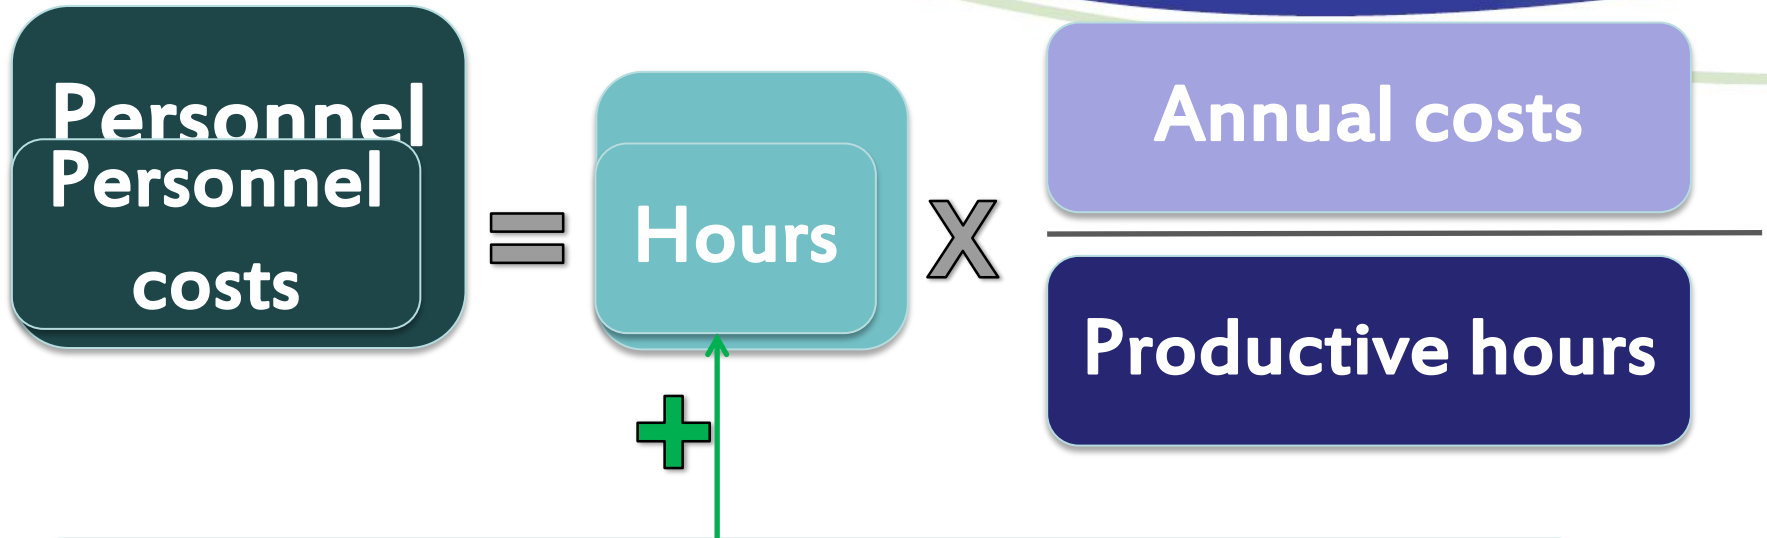 Personnel
Personnel
costs
=
Hours
X
Annual costs
Productive hours
+